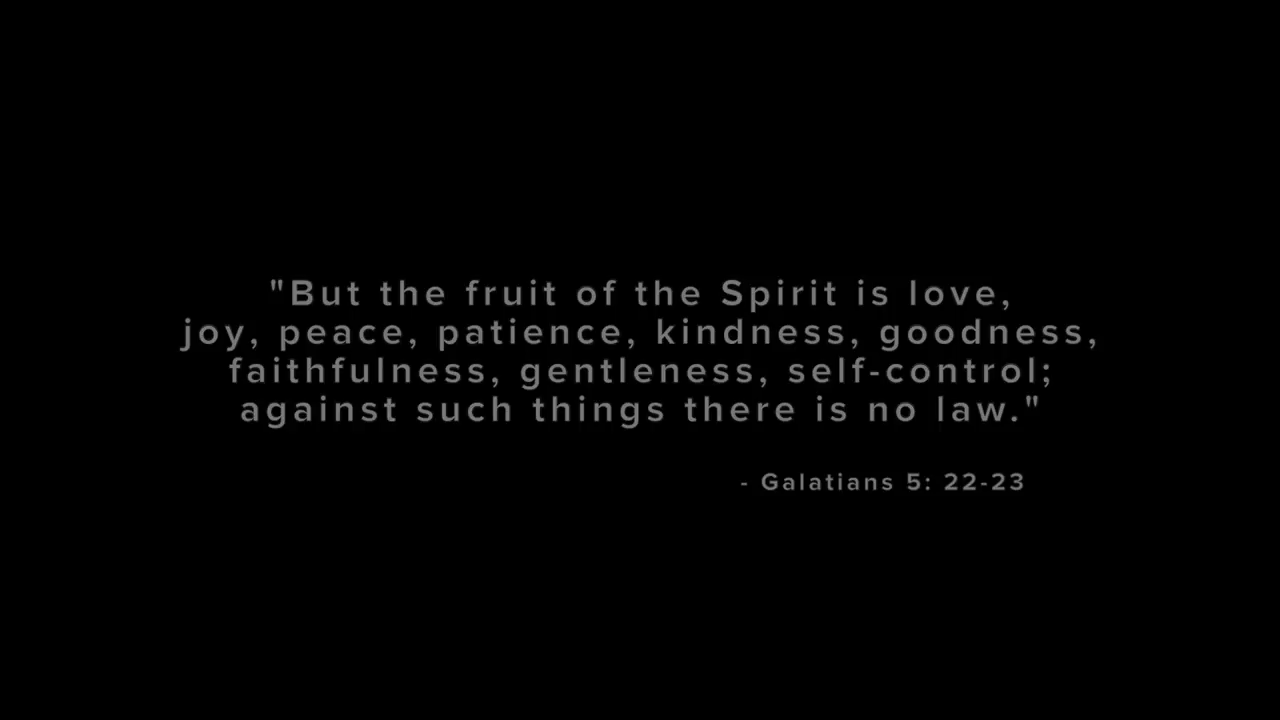 "But the fruit of the Spirit is love,
joy, peace, patience, kindness, goodness,
faithfulness, gentleness, self-control;
against such things there is no law."
- Galatians 5: 22-23